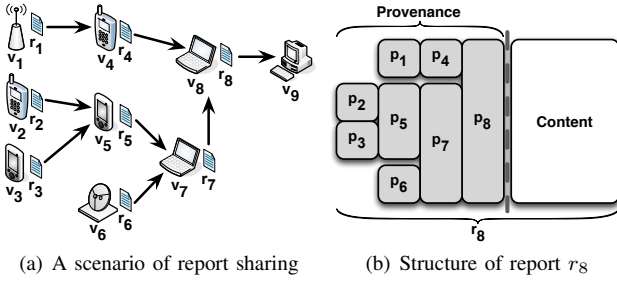 v1 r1 v4 r4 v8 r8 v9
v2 r2 v5 r5 v7 r7
v3 r3 v6 r6
(a) A scenario of report sharing
Provenance
p1 p4
p2 p5 p7 p8
p3
p6
Content
r8
(b) Structure of report r8